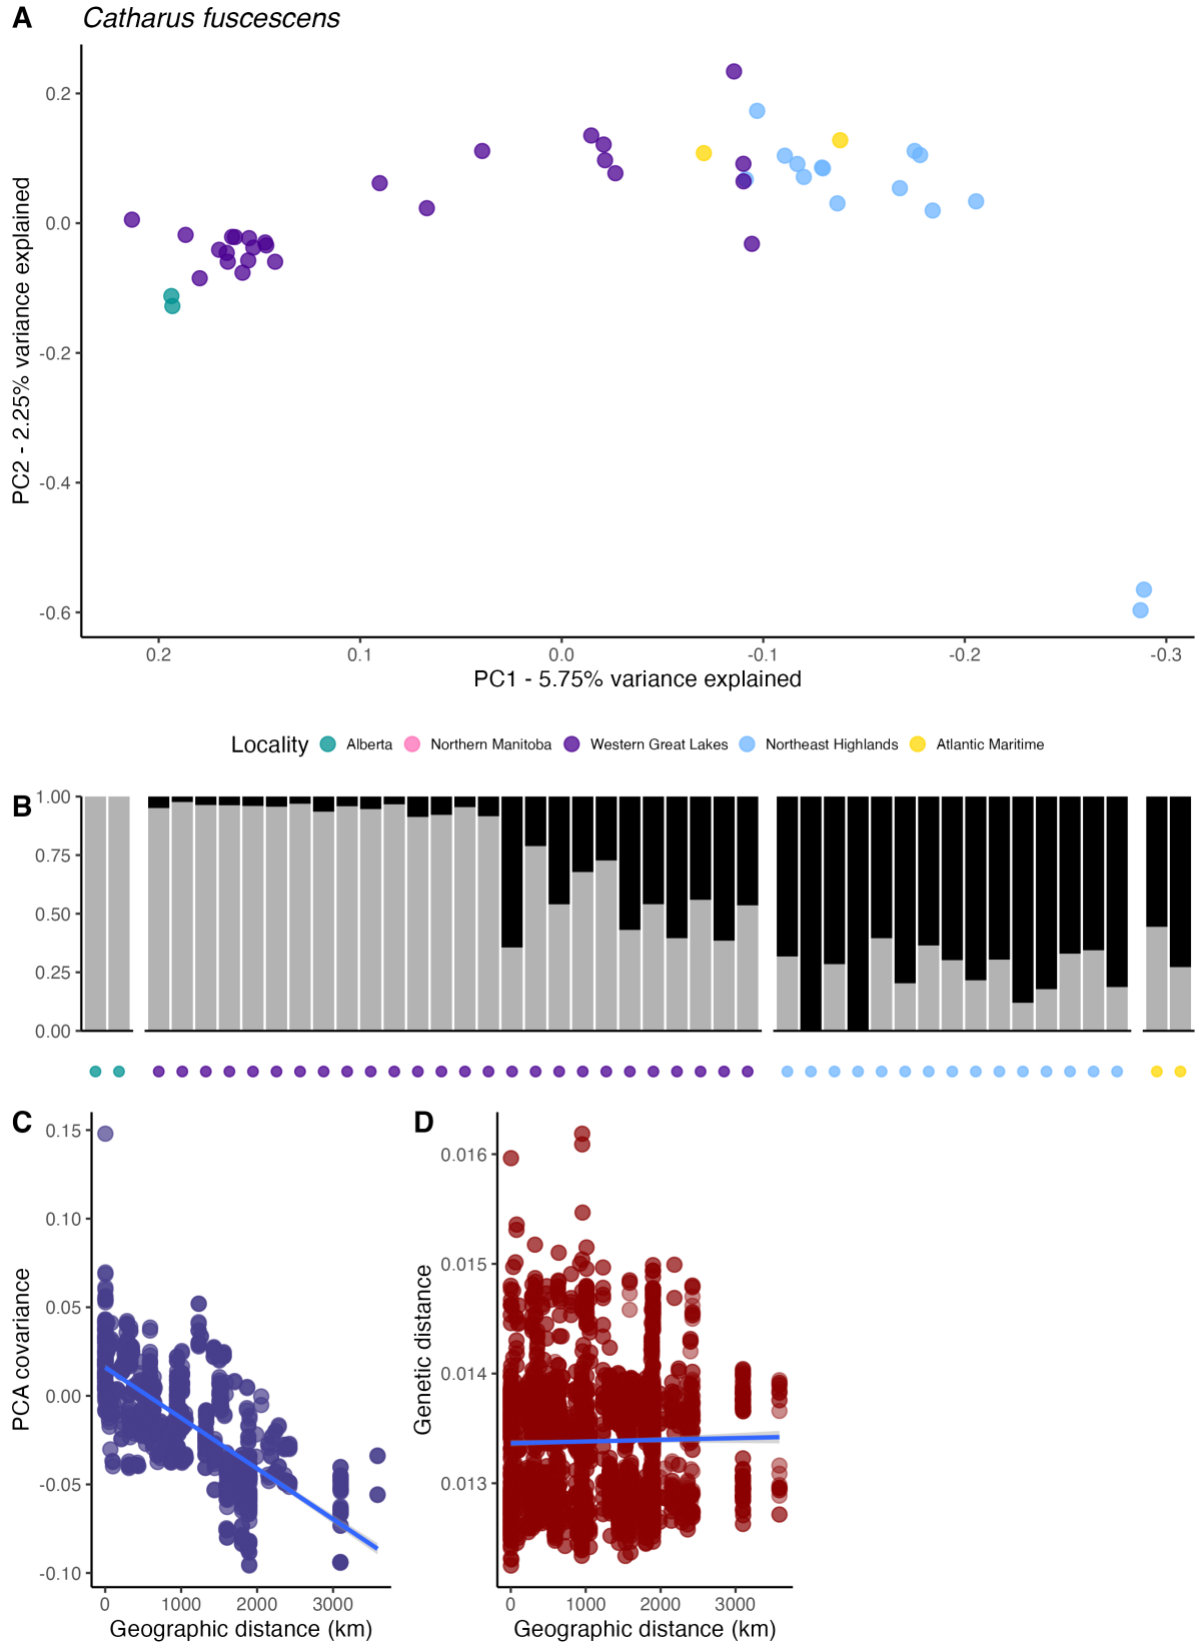 A Catharus fuscescens
PC2 - 2.25% variance explained
0.2
0.0
-0.2
-0.4
-0.6
0.2 0.1 0.0 -0.1 -0.2 -0.3
PC1 - 5.75% variance explained
Locality Alberta Northern Manitoba Western Great Lakes Northeast Highlands Atlantic Maritime
B
1.00
0.75
0.50
0.25
0.00
C
PCA covariance
0.15
0.10
0.05
0.00
-0.05
-0.10
0 1000 2000 3000
Geographic distance (km)
D
Genetic distance
0.016
0.015
0.014
0.013
0 1000 2000 3000
Geographic distance (km)